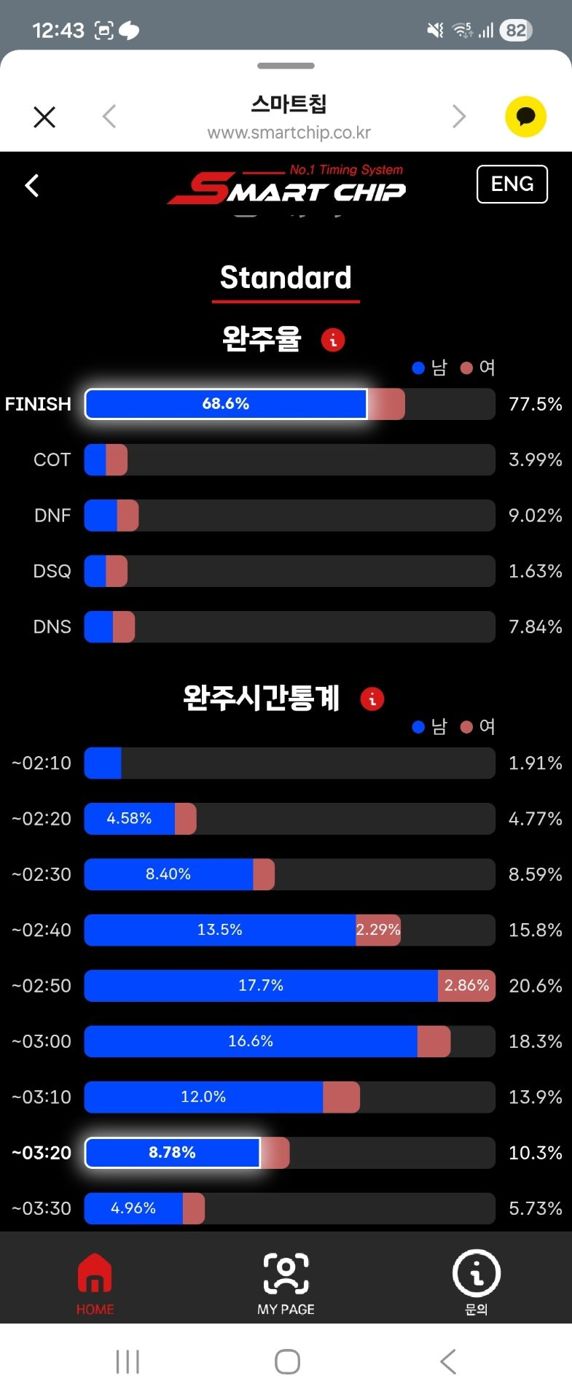 12:43
82
스마트칩
www.smartchip.co.kr
No.1 Timing System
SMART CHIP
ENG
Standard
완주율
남 여
FINISH 68.6% 77.5%
COT 3.99%
DNF 9.02%
DSQ 1.63%
DNS 7.84%
완주시간통계
남 여
~02:10 1.91%
~02:20 4.58% 4.77%
~02:30 8.40% 8.59%
~02:40 13.5% 2.29% 15.8%
~02:50 17.7% 2.86% 20.6%
~03:00 16.6% 18.3%
~03:10 12.0% 13.9%
~03:20 8.78% 10.3%
~03:30 4.96% 5.73%
HOME MY PAGE 문의